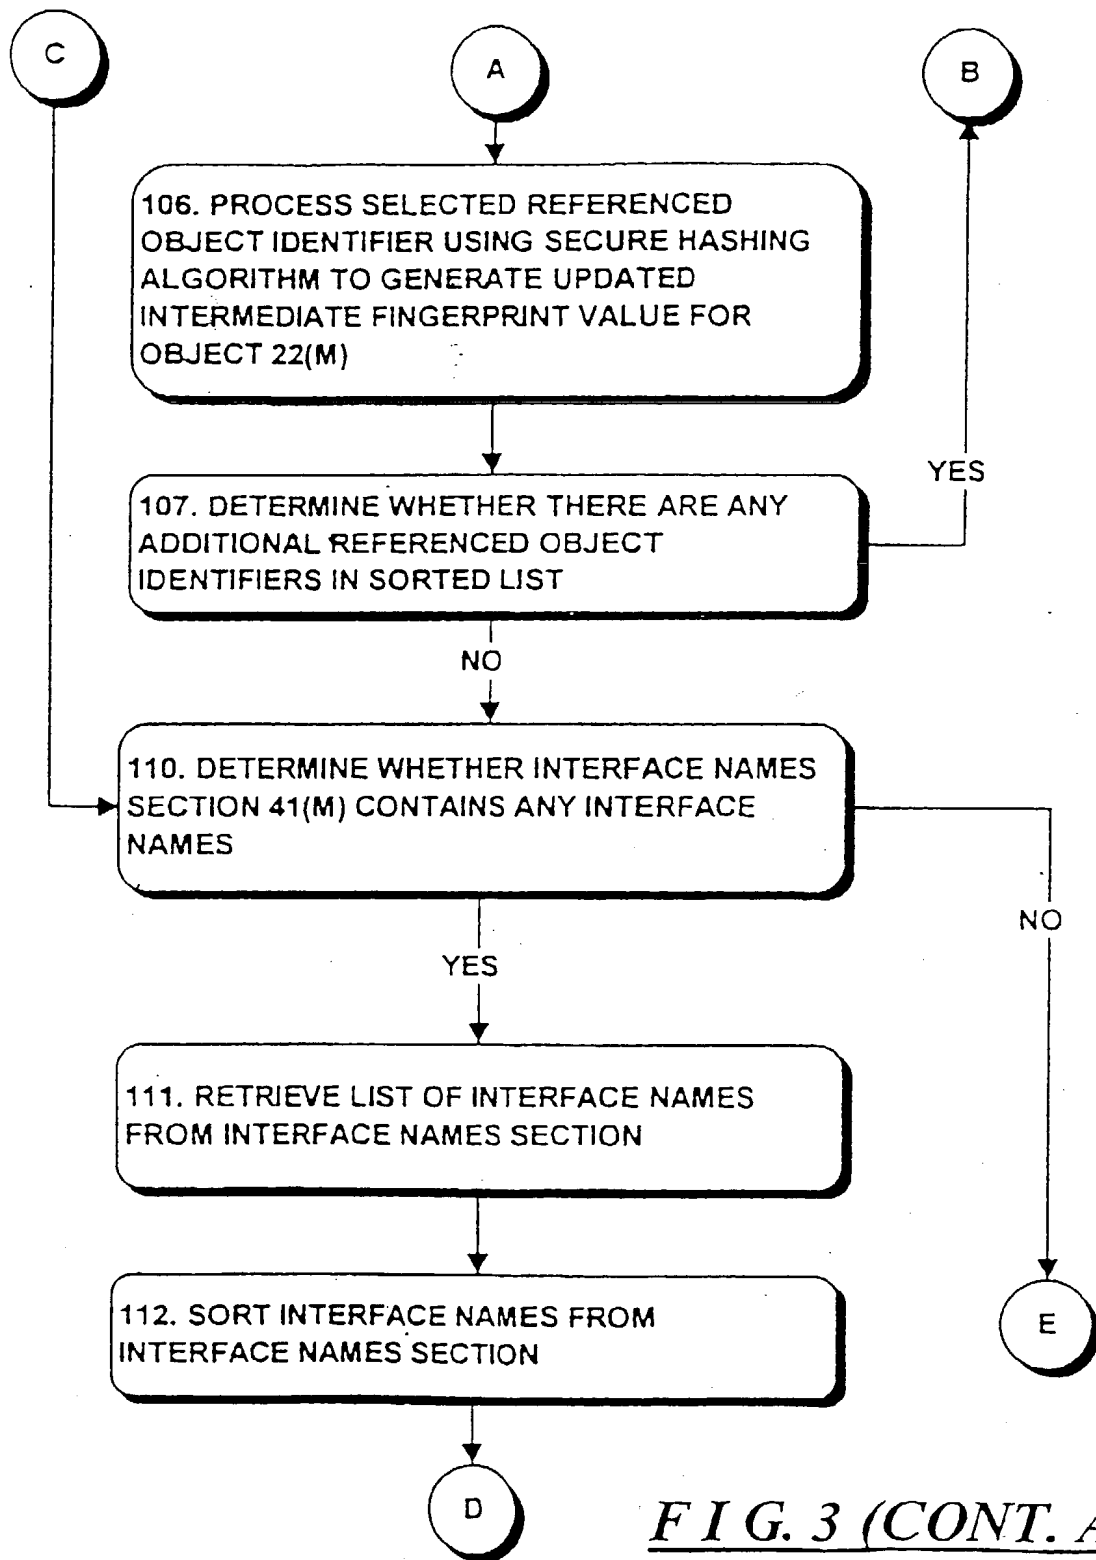 C
A
B
106. PROCESS SELECTED REFERENCED
OBJECT IDENTIFIER USING SECURE HASHING
ALGORITHM TO GENERATE UPDATED
INTERMEDIATE FINGERPRINT VALUE FOR
OBJECT 22(M)
YES
107. DETERMINE WHETHER THERE ARE ANY
ADDITIONAL REFERENCED OBJECT
IDENTIFIERS IN SORTED LIST
NO
110. DETERMINE WHETHER INTERFACE NAMES
SECTION 41(M) CONTAINS ANY INTERFACE
NAMES
NO
YES
111. RETRIEVE LIST OF INTERFACE NAMES
FROM INTERFACE NAMES SECTION
112. SORT INTERFACE NAMES FROM
INTERFACE NAMES SECTION
E
D
FIG. 3 (CONT. A